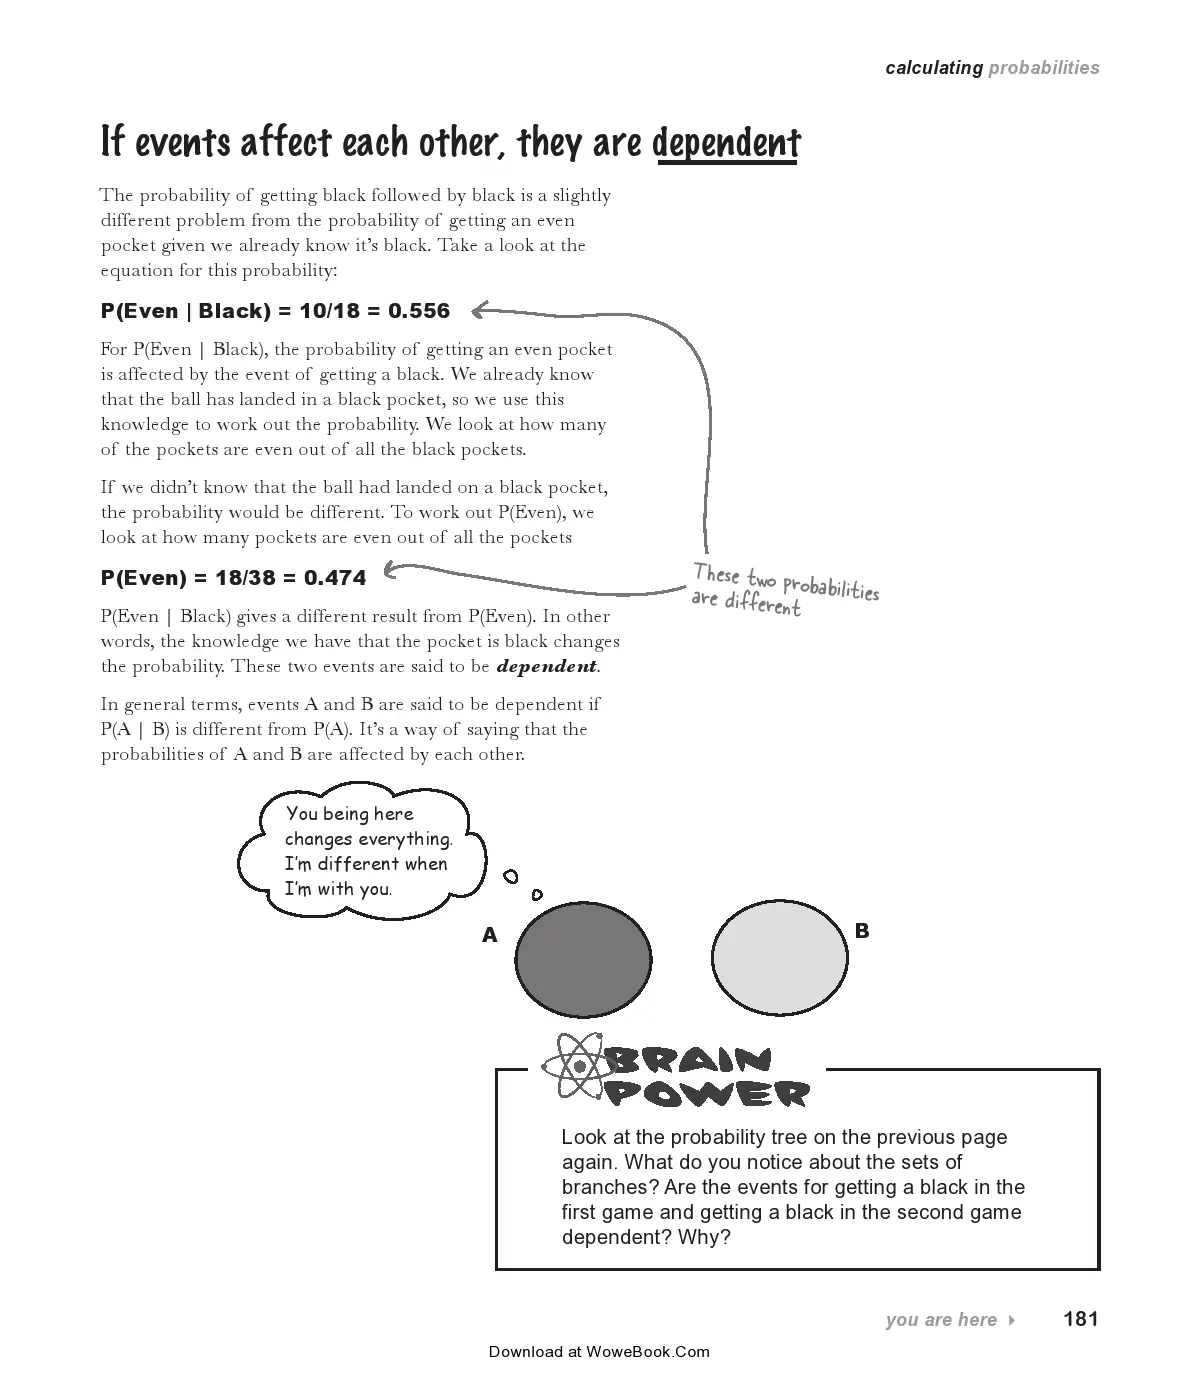 calculating probabilities
If events affect each other, they are dependent
The probability of getting black followed by black is a slightly
different problem from the probability of getting an even
pocket given we already know it’s black. Take a look at the
equation for this probability:
P(Even | Black) = 10/18 = 0.556
For P(Even | Black), the probability of getting an even pocket
is affected by the event of getting a black. We already know
that the ball has landed in a black pocket, so we use this
knowledge to work out the probability. We look at how many
of the pockets are even out of all the black pockets.
If we didn’t know that the ball had landed on a black pocket,
the probability would be different. To work out P(Even), we
look at how many pockets are even out of all the pockets
P(Even) = 18/38 = 0.474
These two probabilities
are different
P(Even | Black) gives a different result from P(Even). In other
words, the knowledge we have that the pocket is black changes
the probability. These two events are said to be dependent.
In general terms, events A and B are said to be dependent if
P(A | B) is different from P(A). It’s a way of saying that the
probabilities of A and B are affected by each other.
You being here
changes everything.
I’m different when
I’m with you.
A
B
BRAIN
POWER
Look at the probability tree on the previous page
again. What do you notice about the sets of
branches? Are the events for getting a black in the
first game and getting a black in the second game
dependent? Why?
you are here
181
Download at WoweBook.Com